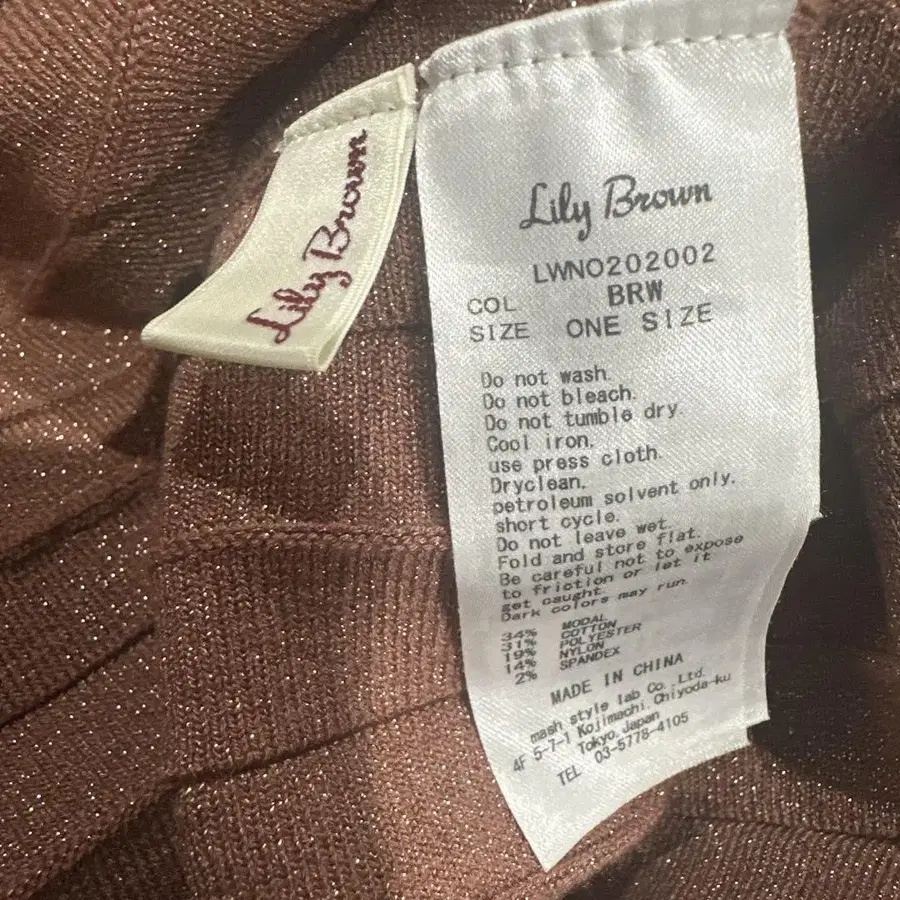 Lily Brown
Lily Brown
LWNO202002
COL BRW
SIZE ONE SIZE
Do not wash.
Do not bleach.
Do not tumble dry.
Cool iron.
use press cloth.
Dryclean.
petroleum solvent only.
short cycle.
Do not leave wet.
Fold and store flat.
Be careful not to expose
to friction or let it
get caught.
Dark colors may run.
34% MODAL
31% COTTON
19% POLYESTER
14% NYLON
2% SPANDEX
MADE IN CHINA
mash style lab Co., Ltd.
4F 5-7-1 Kojimachi, Chiyoda-ku
Tokyo, Japan
TEL 03-5778-4105